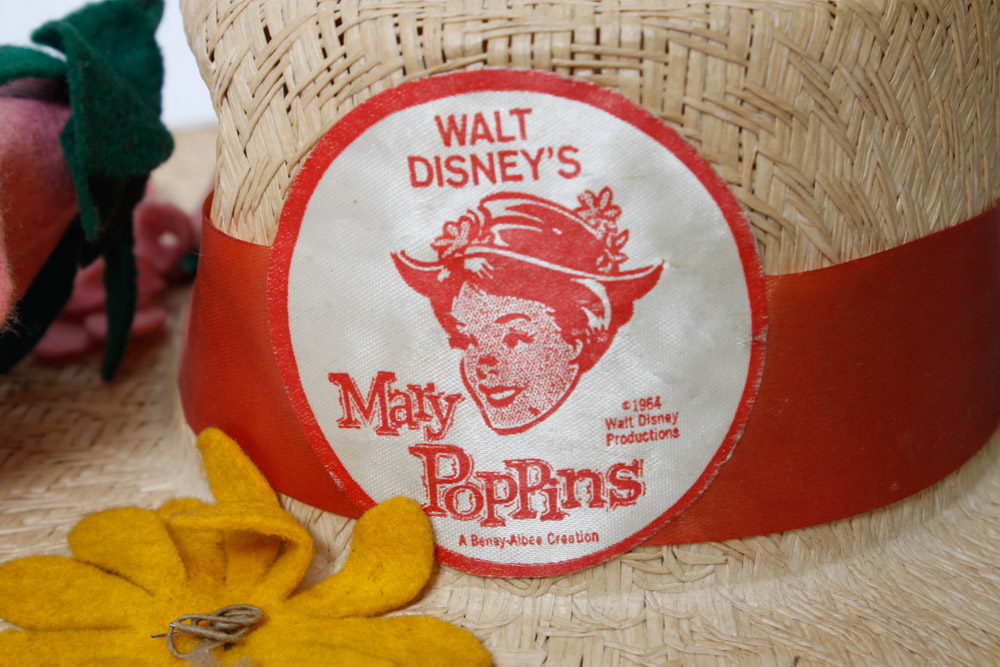 WALT
DISNEY'S
Mary
Poppins
©1964
Walt Disney
Productions
A Benay-Albee Creation